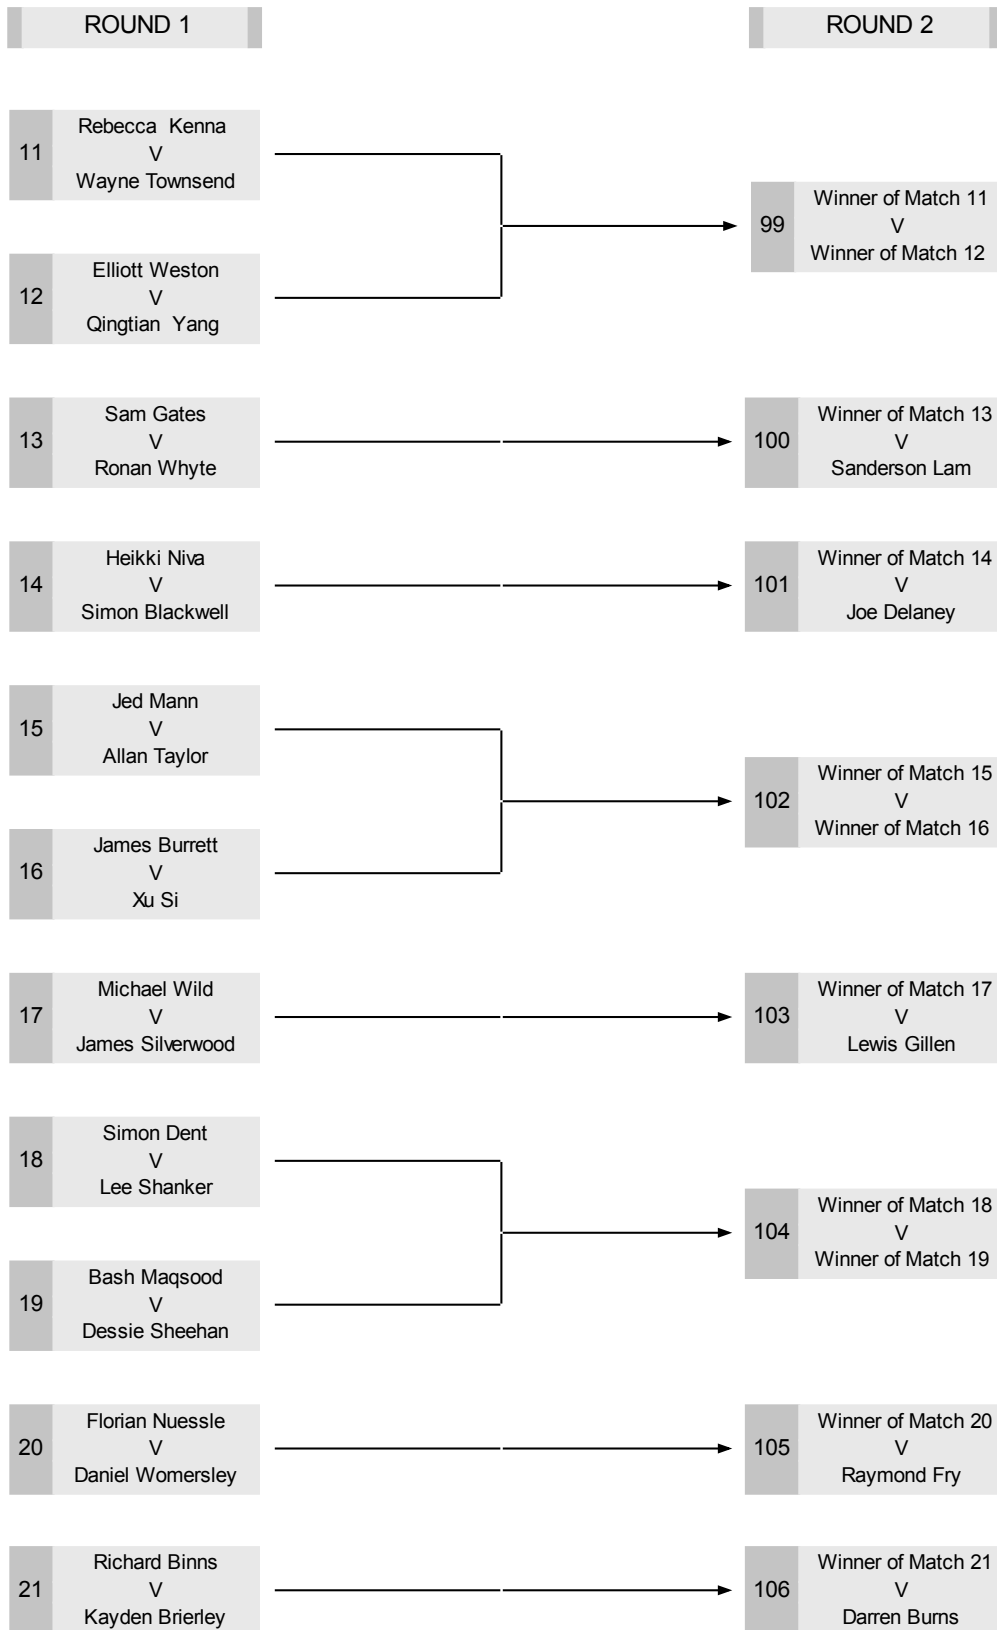 ROUND 1
ROUND 2
11
Rebecca Kenna
V
Wayne Townsend
99
Winner of Match 11
V
Winner of Match 12
12
Elliott Weston
V
Qingtian Yang
13
Sam Gates
V
Ronan Whyte
100
Winner of Match 13
V
Sanderson Lam
14
Heikki Niva
V
Simon Blackwell
101
Winner of Match 14
V
Joe Delaney
15
Jed Mann
V
Allan Taylor
102
Winner of Match 15
V
Winner of Match 16
16
James Burrett
V
Xu Si
17
Michael Wild
V
James Silverwood
103
Winner of Match 17
V
Lewis Gillen
18
Simon Dent
V
Lee Shanker
104
Winner of Match 18
V
Winner of Match 19
19
Bash Maqsood
V
Dessie Sheehan
20
Florian Nuessle
V
Daniel Womersley
105
Winner of Match 20
V
Raymond Fry
21
Richard Binns
V
Kayden Brierley
106
Winner of Match 21
V
Darren Burns